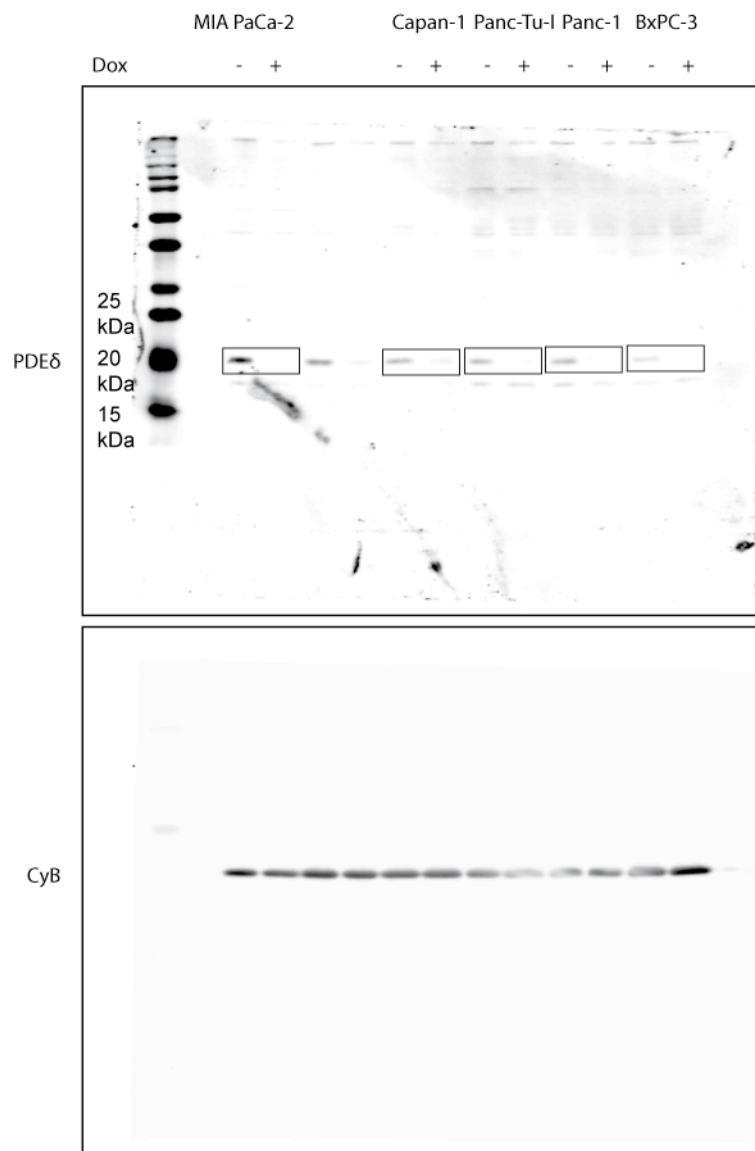 MIA PaCa-2 Capan-1 Panc-Tu-I Panc-1 BxPC-3
Dox - + - + - + - + - +
25
kDa
PDEδ 20
kDa
15
kDa
CyB